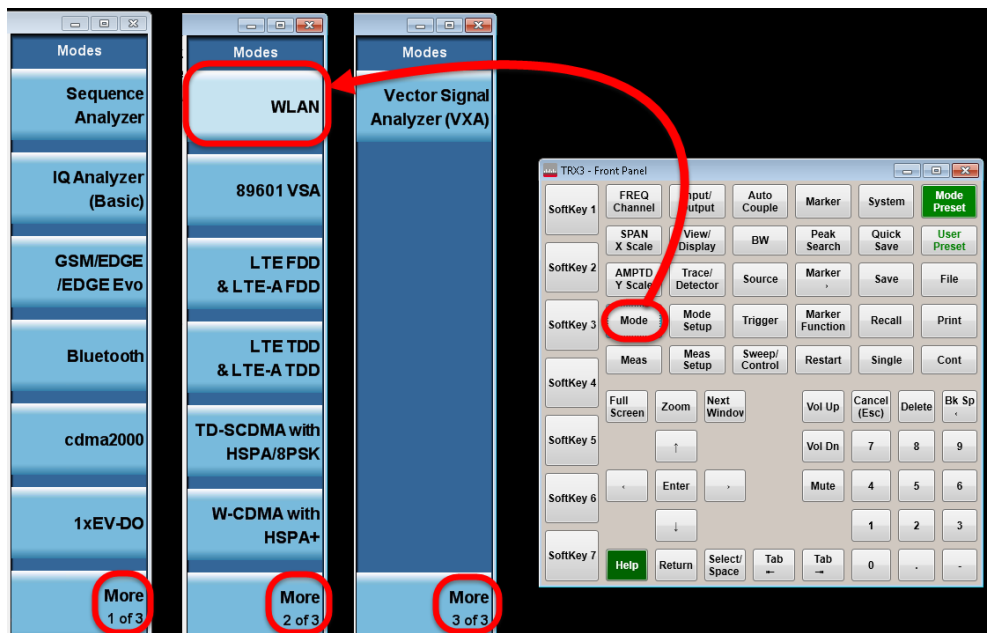 Modes
Sequence
Analyzer
IQ Analyzer
(Basic)
GSM/EDGE
/EDGE Evo
Bluetooth
cdma2000
1xEV-DO
More
1 of 3
Modes
WLAN
89601 VSA
LTE FDD
& LTE-A FDD
LTE TDD
& LTE-A TDD
TD-SCDMA with
HSPA/8PSK
W-CDMA with
HSPA+
More
2 of 3
Modes
Vector Signal
Analyzer (VXA)
More
3 of 3
TRX3 - Front Panel
SoftKey 1
SoftKey 2
SoftKey 3
SoftKey 4
SoftKey 5
SoftKey 6
SoftKey 7
FREQ
Channel
Auto
Couple
Marker
System
Mode
Preset
SPAN
X Scale
View/
Display
BW
Peak
Search
Quick
Save
User
Preset
AMPTD
Y Scale
Trace/
Detector
Source
Marker
›
Save
File
Mode
Mode
Setup
Trigger
Marker
Function
Recall
Print
Meas
Meas
Setup
Sweep/
Control
Restart
Single
Cont
Full
Screen
Zoom
Next
Window
Vol Up
Cancel
(Esc)
Delete
Bk Sp
‹
↑
Vol Dn
7
8
9
‹
Enter
›
Mute
4
5
6
↓
1
2
3
Help
Return
Select/
Space
Tab
←
Tab
→
0
.
-